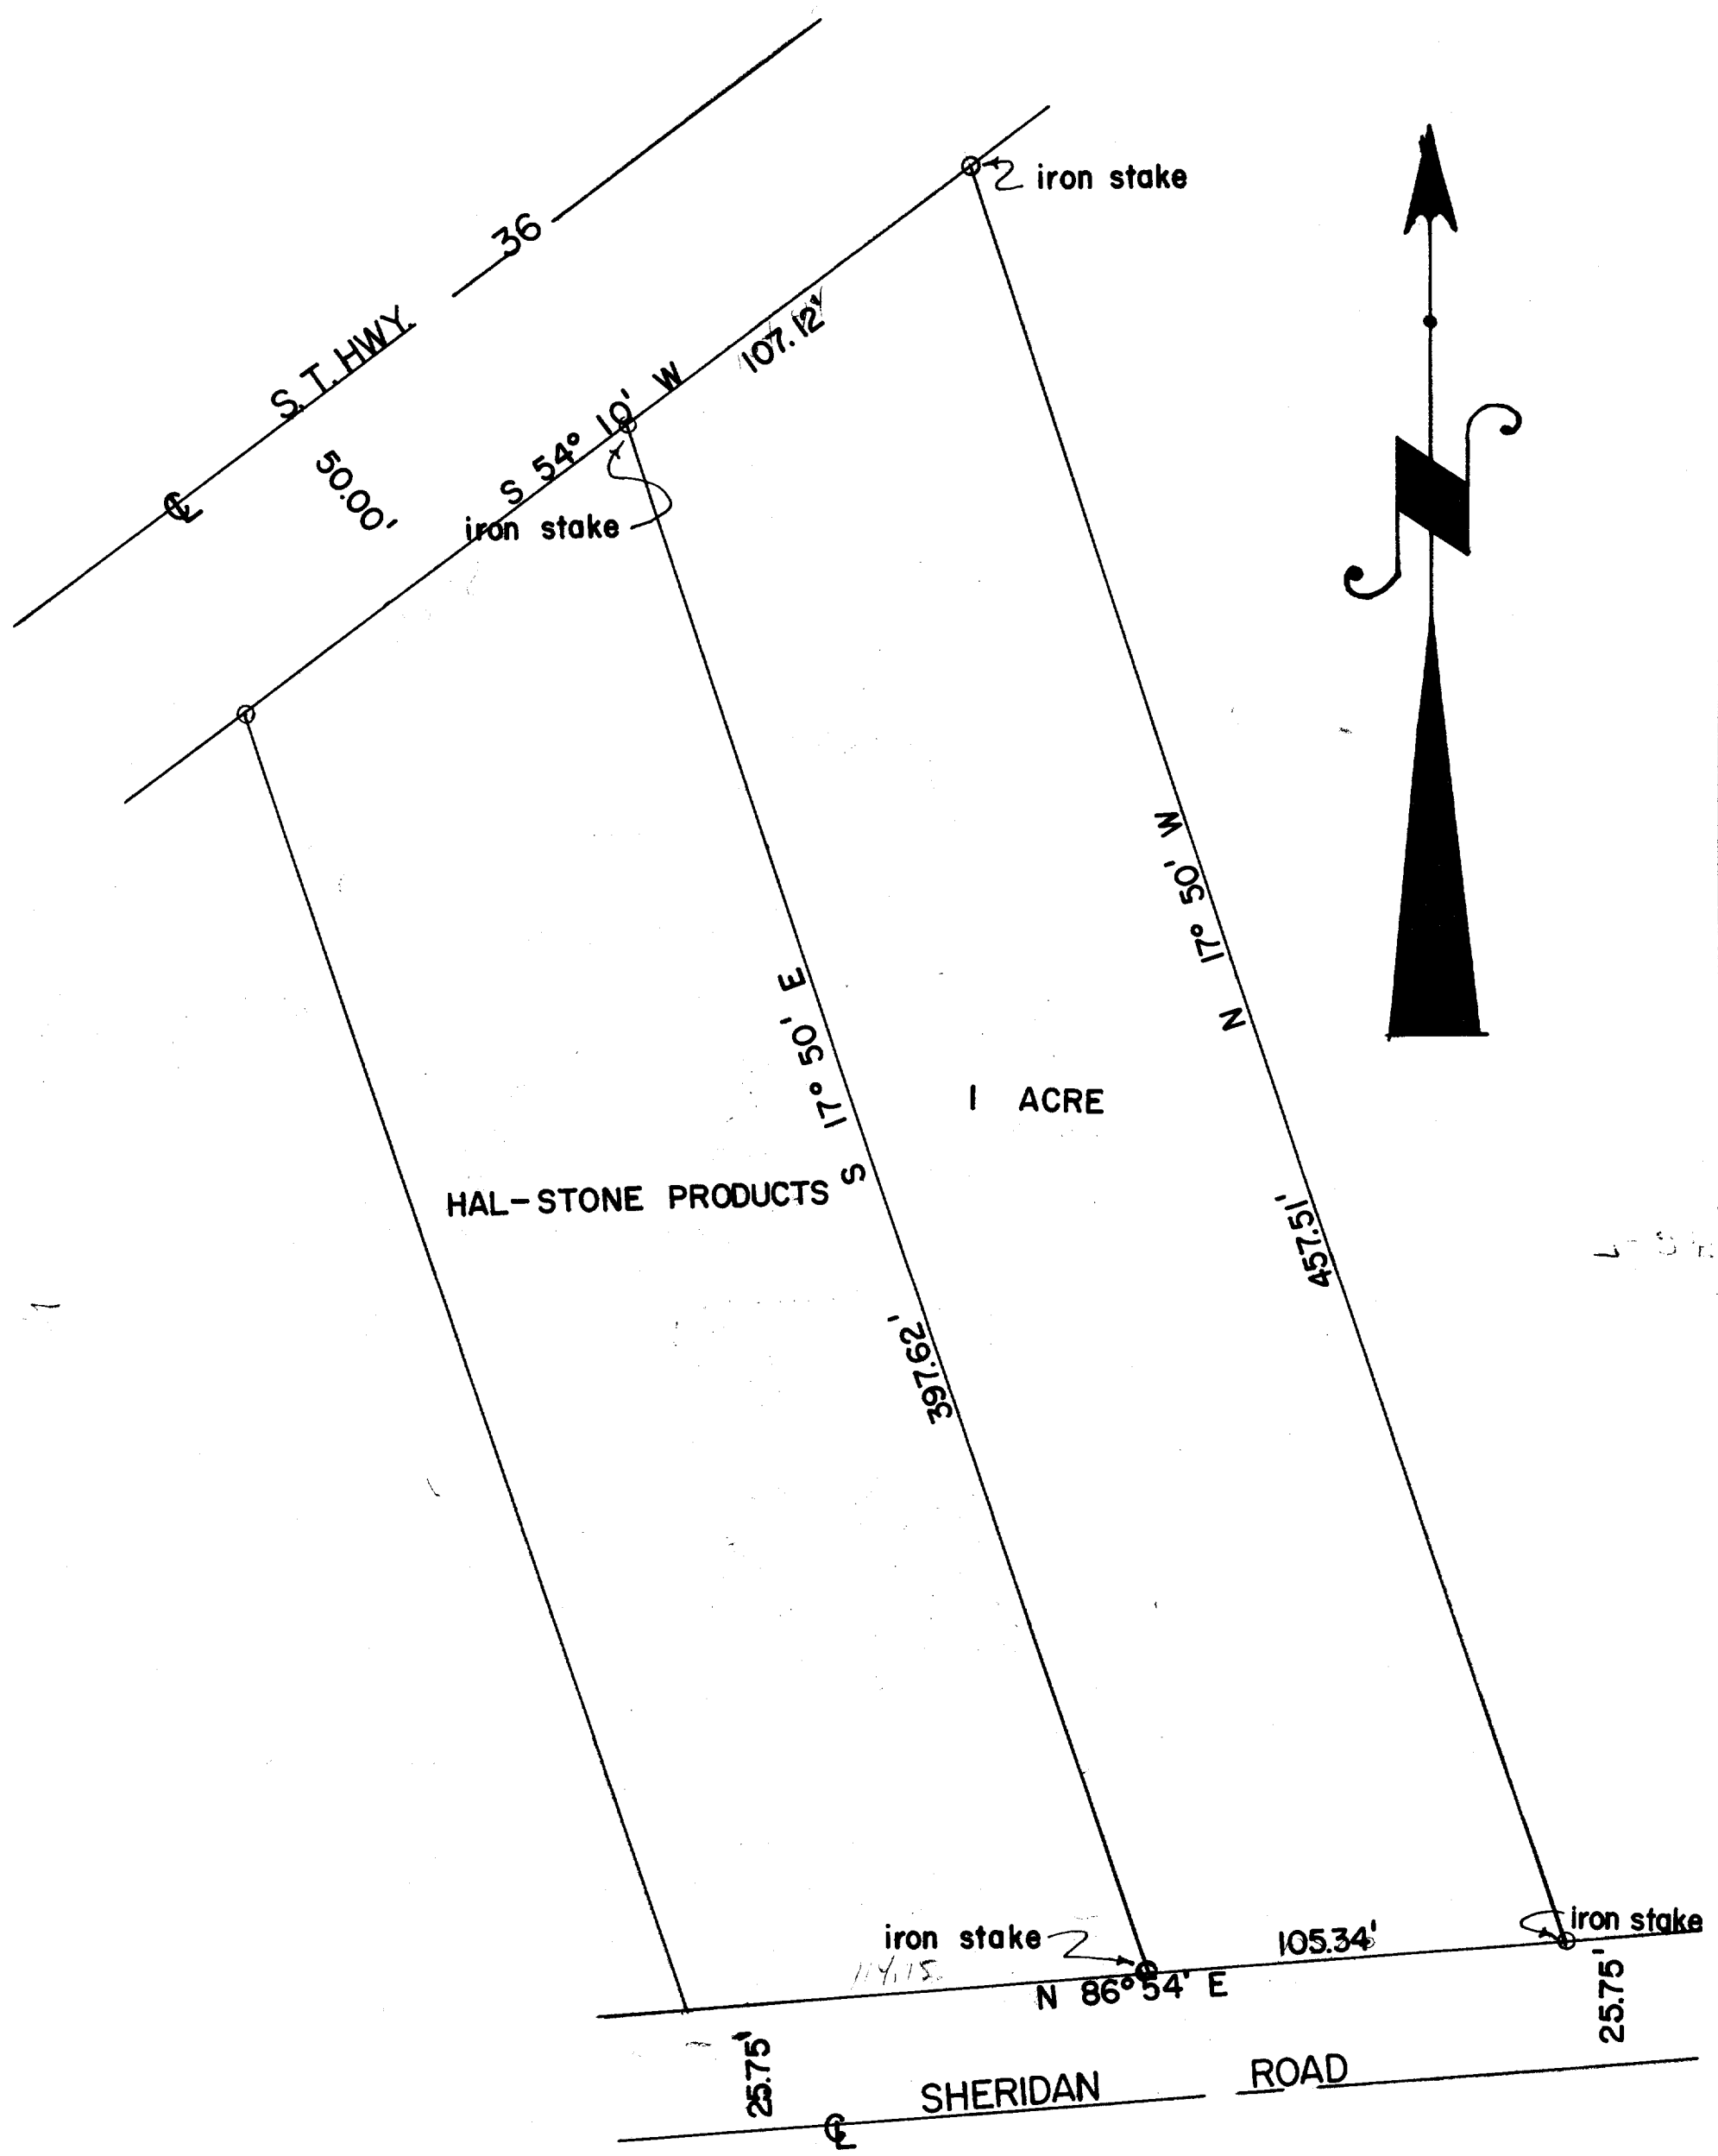 36
iron stake
S. T. HWY.
107.12'
S 54° 10' W
50.00'
℄
iron stake
N 17° 50' W
S 17° 50' E
1 ACRE
HAL-STONE PRODUCTS
457.51'
397.62'
iron stake
105.34'
iron stake
114.15
N 86° 54' E
25.75'
25.75'
SHERIDAN ROAD
℄
N